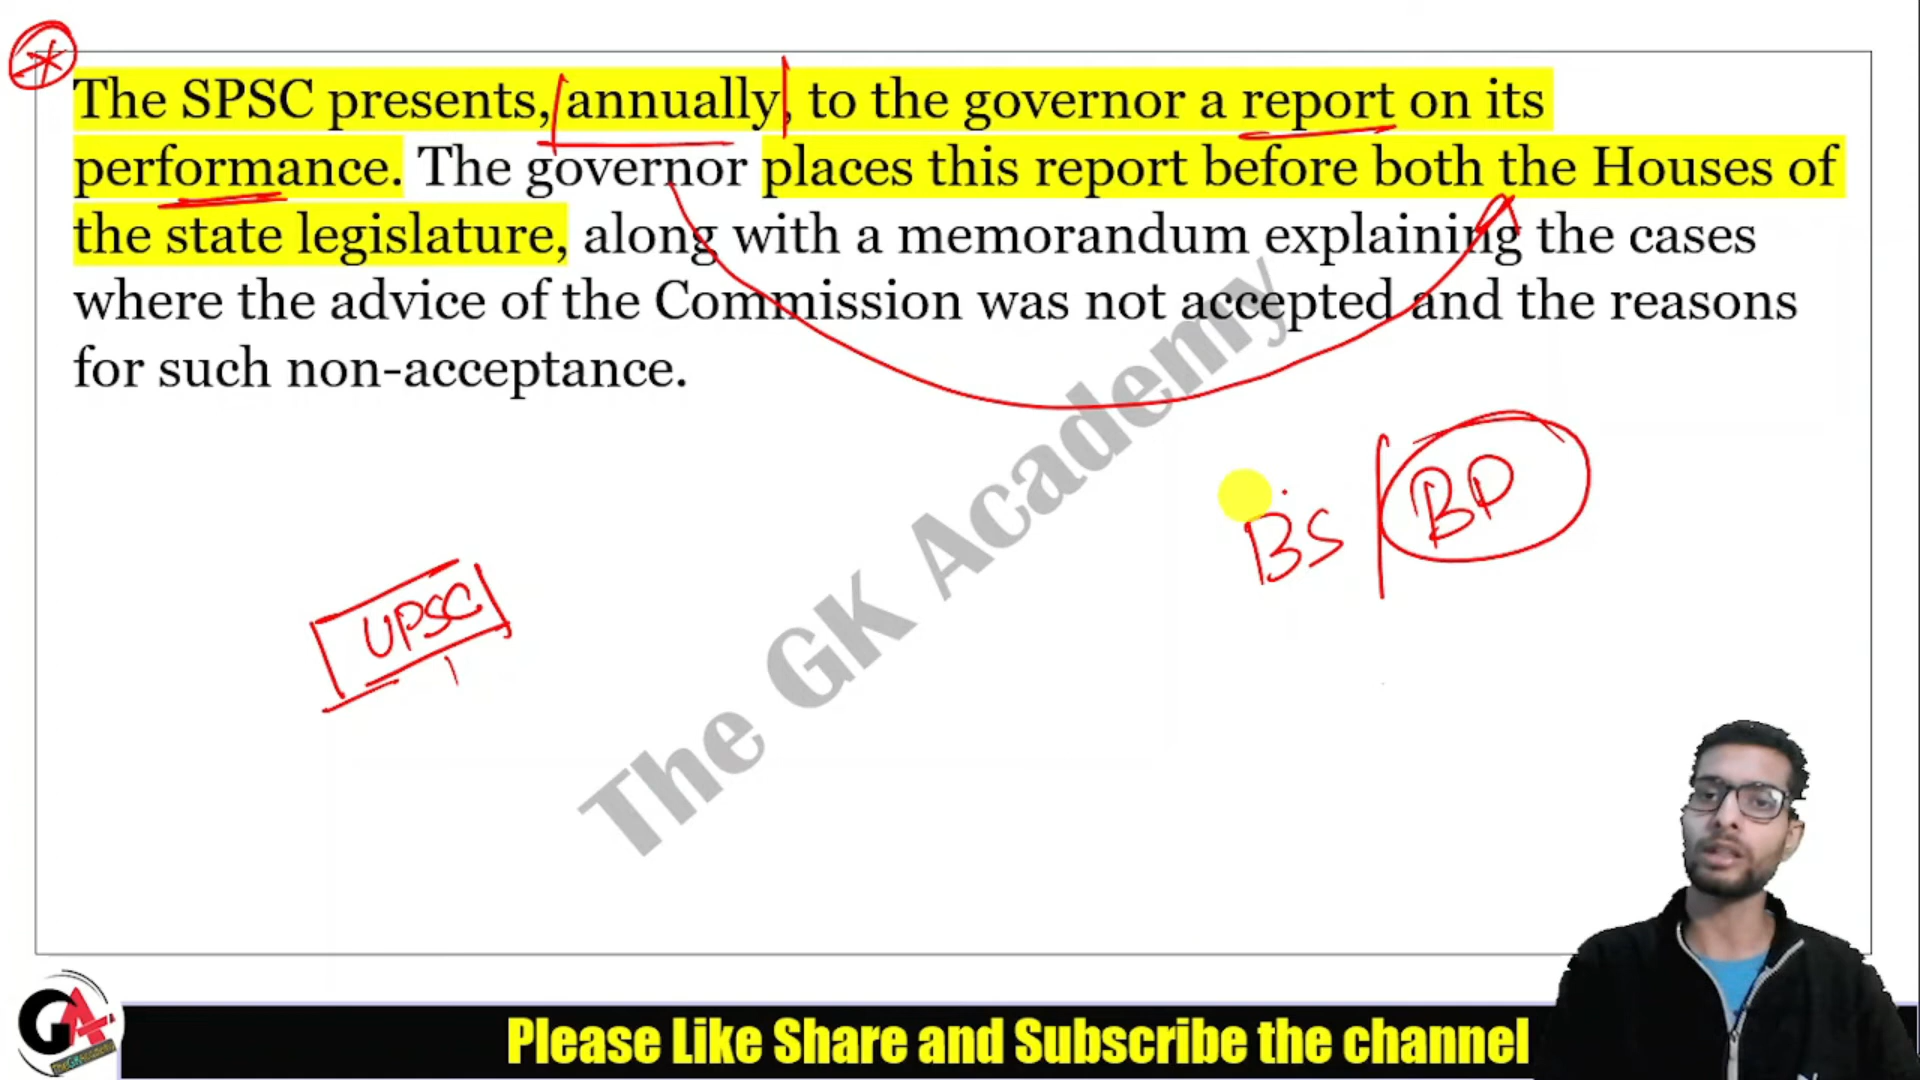 The SPSC presents, annually, to the governor a report on its
performance. The governor places this report before both the Houses of
the state legislature, along with a memorandum explaining the cases
where the advice of the Commission was not accepted and the reasons
for such non-acceptance.
BS BP
UPSC
The GK Academy
GA
TheGKAcademy
Please Like Share and Subscribe the channel